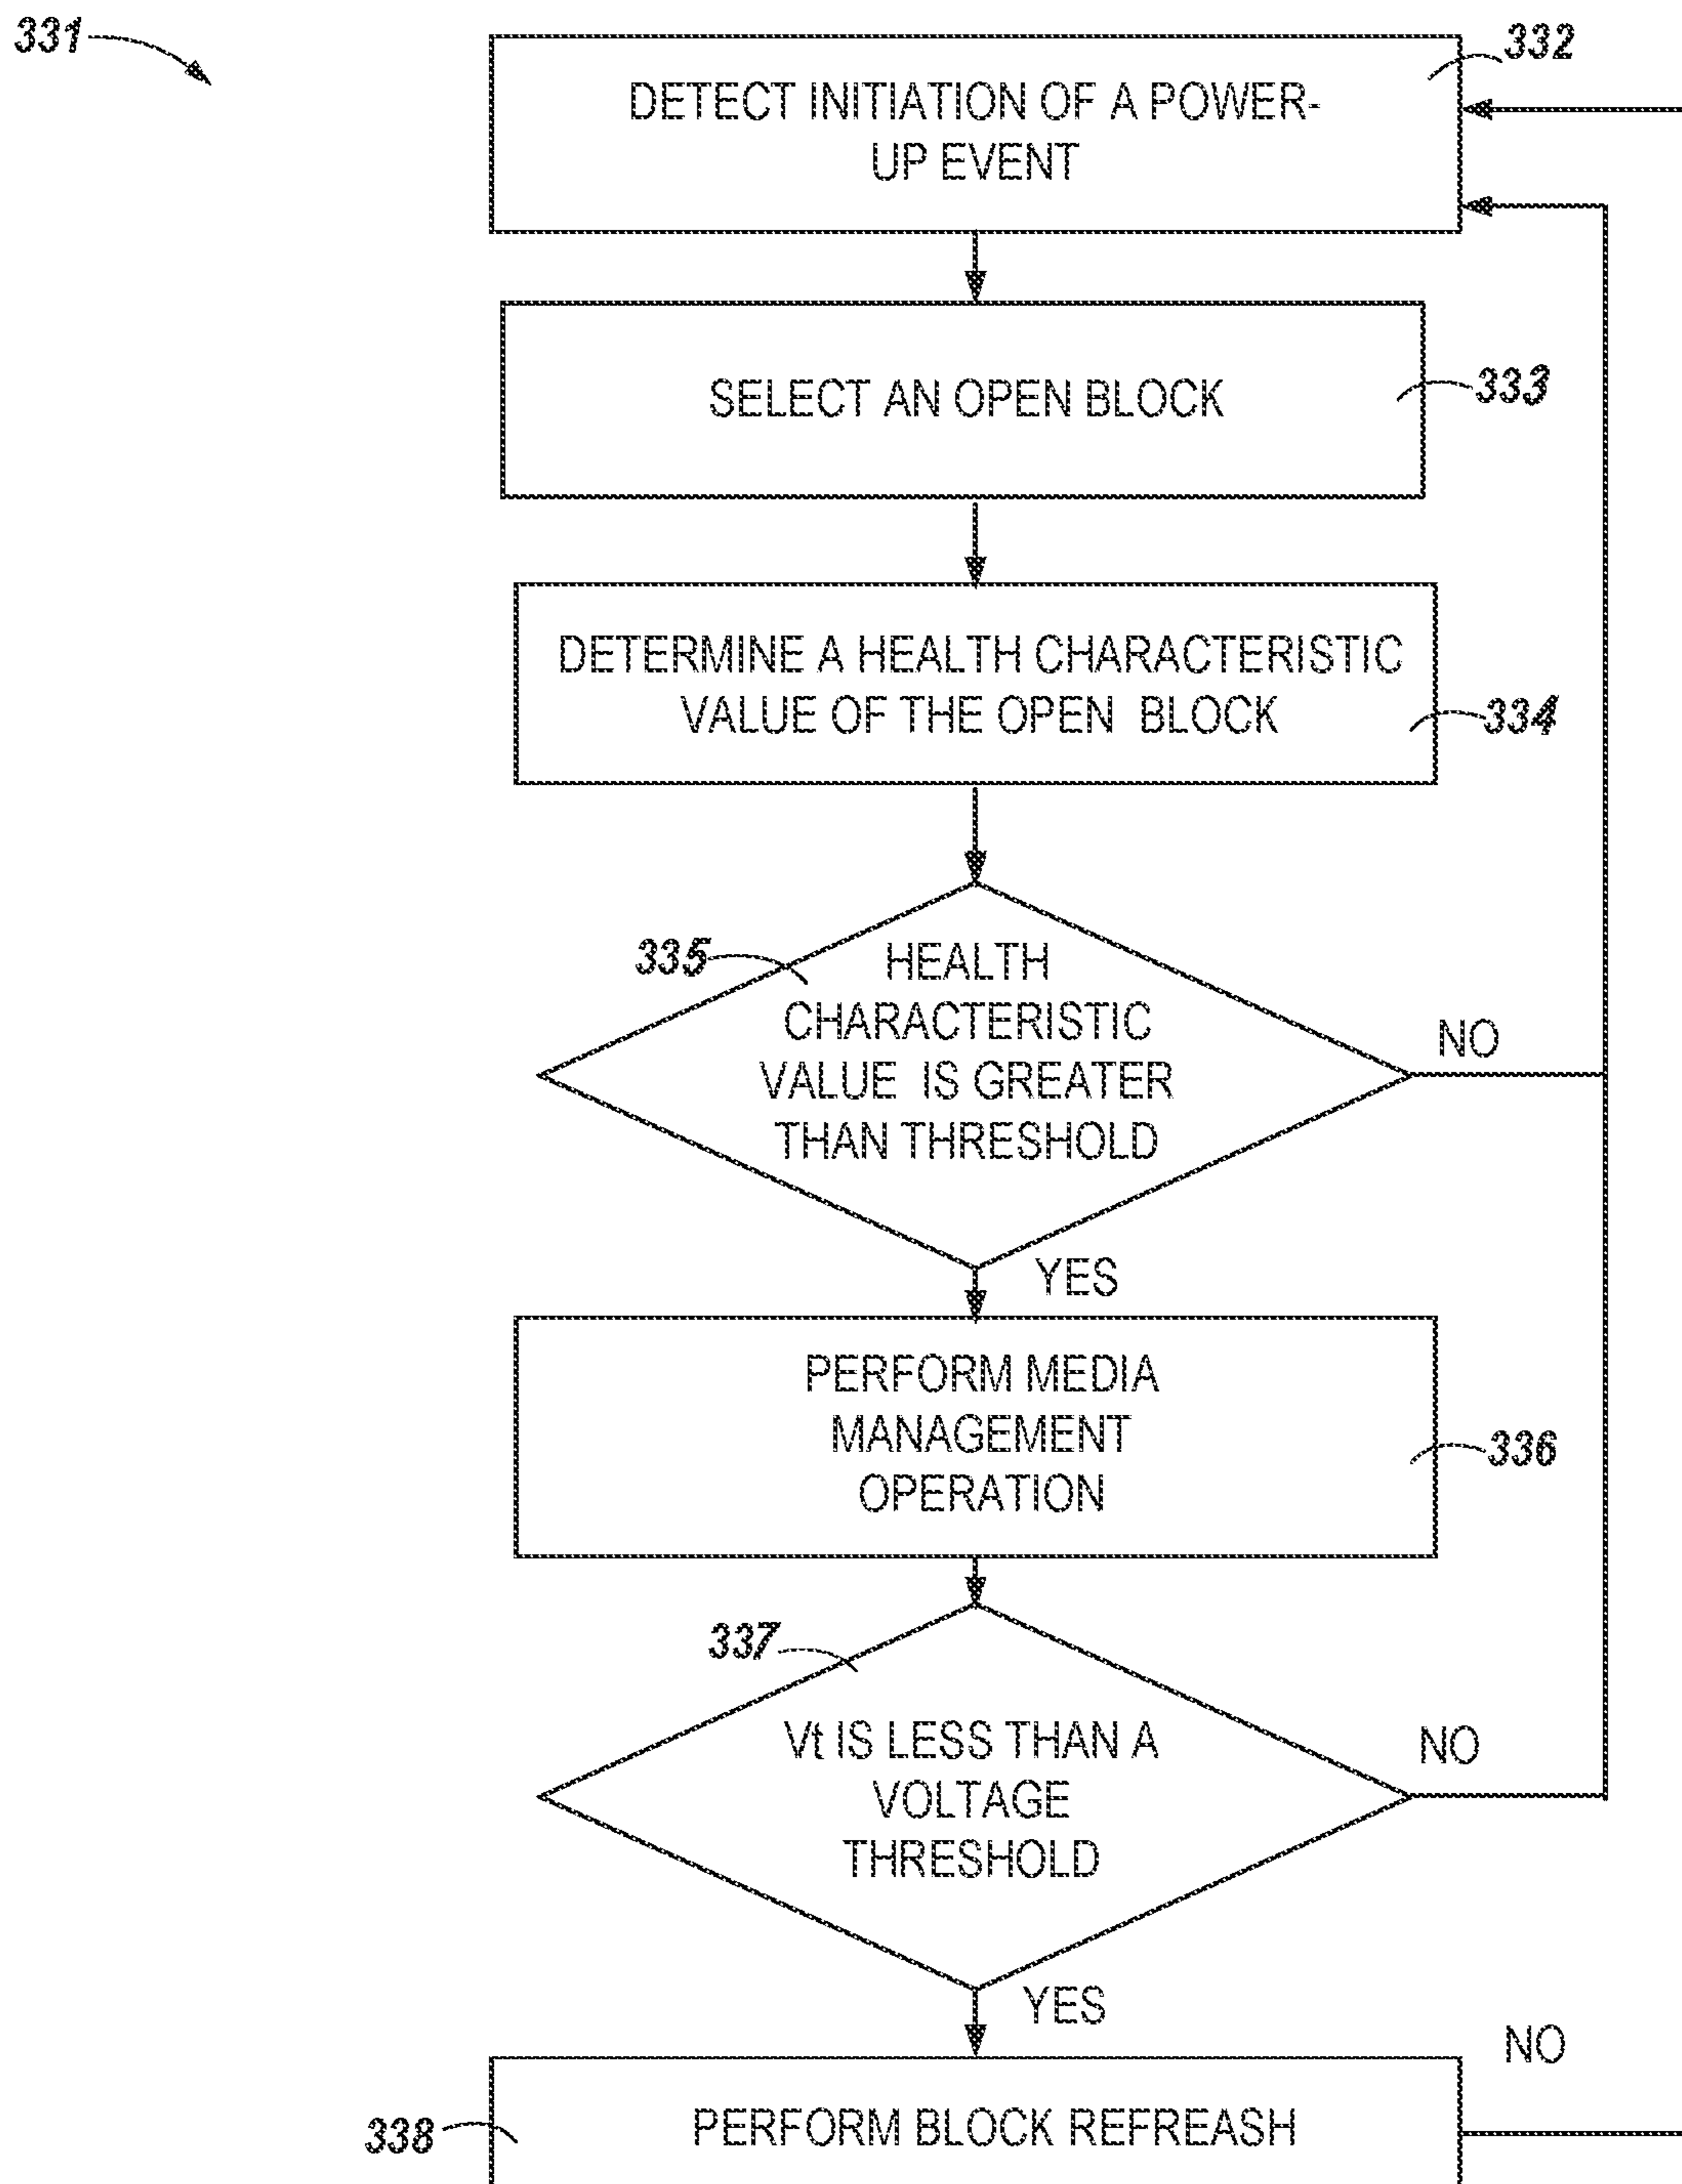 331
332
DETECT INITIATION OF A POWER-
UP EVENT
SELECT AN OPEN BLOCK
333
DETERMINE A HEALTH CHARACTERISTIC
VALUE OF THE OPEN BLOCK
334
335
HEALTH
CHARACTERISTIC
VALUE IS GREATER
THAN THRESHOLD
NO
YES
PERFORM MEDIA
MANAGEMENT
OPERATION
336
337
Vt IS LESS THAN A
VOLTAGE
THRESHOLD
NO
YES
NO
338
PERFORM BLOCK REFREASH